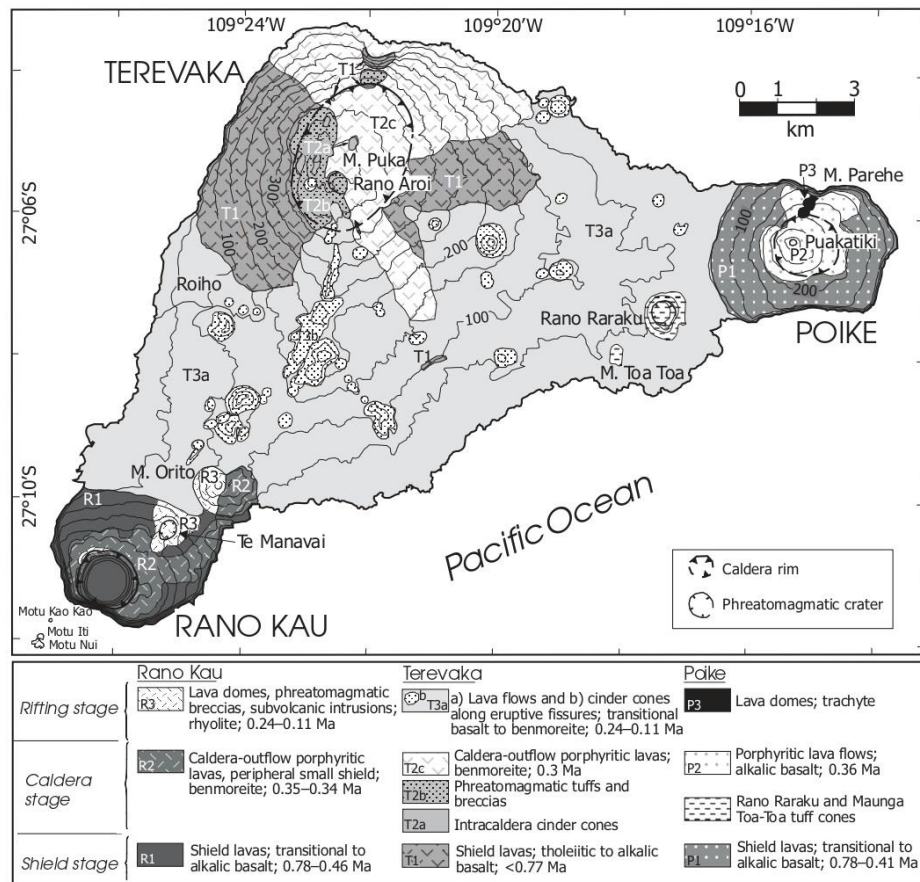 109°24'W
109°20'W
109°16'W
TEREVAKA
T1
0 1 3
km
T2c
T2a
M. Puka
300
Rano Aroi
T1
P3
M. Parehe
27°06'S
T1
T2b
100
Puakatiki
200
T3a
P2
100
200
P1
200
Roiho
100
Rano Raraku
POIKE
T3b
T1
M. Toa Toa
T3a
M. Orito
R3
R2
27°10'S
R1
R3
Te Manavai
Pacific Ocean
R2
Caldera rim
Phreatomagmatic crater
Motu Kao Kao
Motu Iti
Motu Nui
RANO KAU
Rano Kau
Terevaka
Poike
Rifting stage
R3
Lava domes, phreatomagmatic
breccias, subvolcanic intrusions;
rhyolite; 0.24–0.11 Ma
b
T3a
a) Lava flows and b) cinder cones
along eruptive fissures; transitional
basalt to benmoreite; 0.24–0.11 Ma
P3
Lava domes; trachyte
Caldera
stage
R2
Caldera-outflow porphyritic
lavas, peripheral small shield;
benmoreite; 0.35–0.34 Ma
T2c
Caldera-outflow porphyritic lavas;
benmoreite; 0.3 Ma
T2b
Phreatomagmatic tuffs and
breccias
T2a
Intracaldera cinder cones
P2
Porphyritic lava flows;
alkalic basalt; 0.36 Ma
Rano Raraku and Maunga
Toa-Toa tuff cones
Shield stage
R1
Shield lavas; transitional to
alkalic basalt; 0.78–0.46 Ma
T1
Shield lavas; tholeiitic to alkalic
basalt; <0.77 Ma
P1
Shield lavas; transitional to
alkalic basalt; 0.78–0.41 Ma